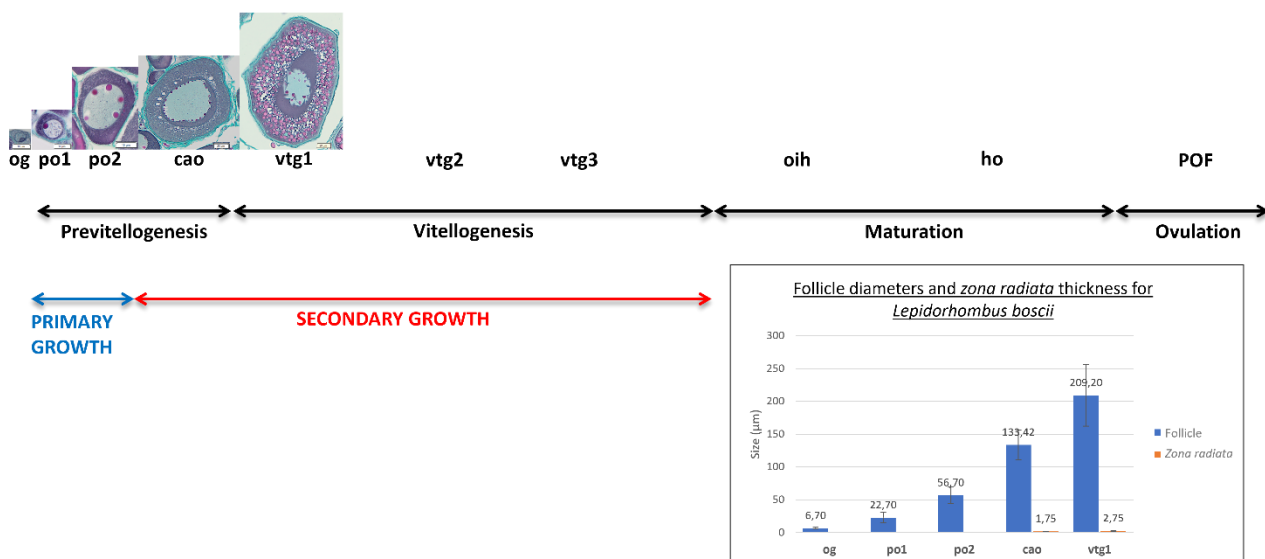 og po1 po2 cao vtg1 vtg2 vtg3 oih ho POF
Previtellogenesis Vitellogenesis Maturation Ovulation
PRIMARY GROWTH
SECONDARY GROWTH
Follicle diameters and zona radiata thickness for
Lepidorhombus boscii
Size (µm)
300
250
200
150
100
50
0
6,70
22,70
56,70
133,42
1,75
209,20
2,75
og po1 po2 cao vtg1
Follicle
Zona radiata